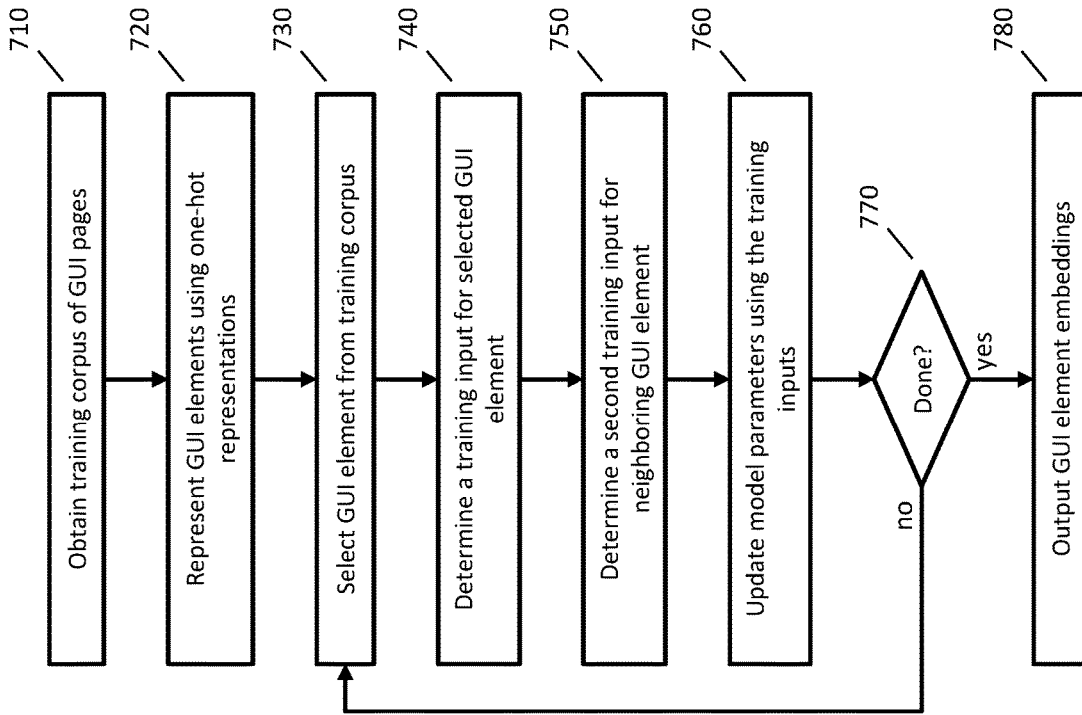 710
Obtain training corpus of GUI pages
720
Represent GUI elements using one-hot
representations
730
Select GUI element from training corpus
740
Determine a training input for selected GUI
element
750
Determine a second training input for
neighboring GUI element
760
Update model parameters using the training
inputs
770
Done?
no
yes
780
Output GUI element embeddings